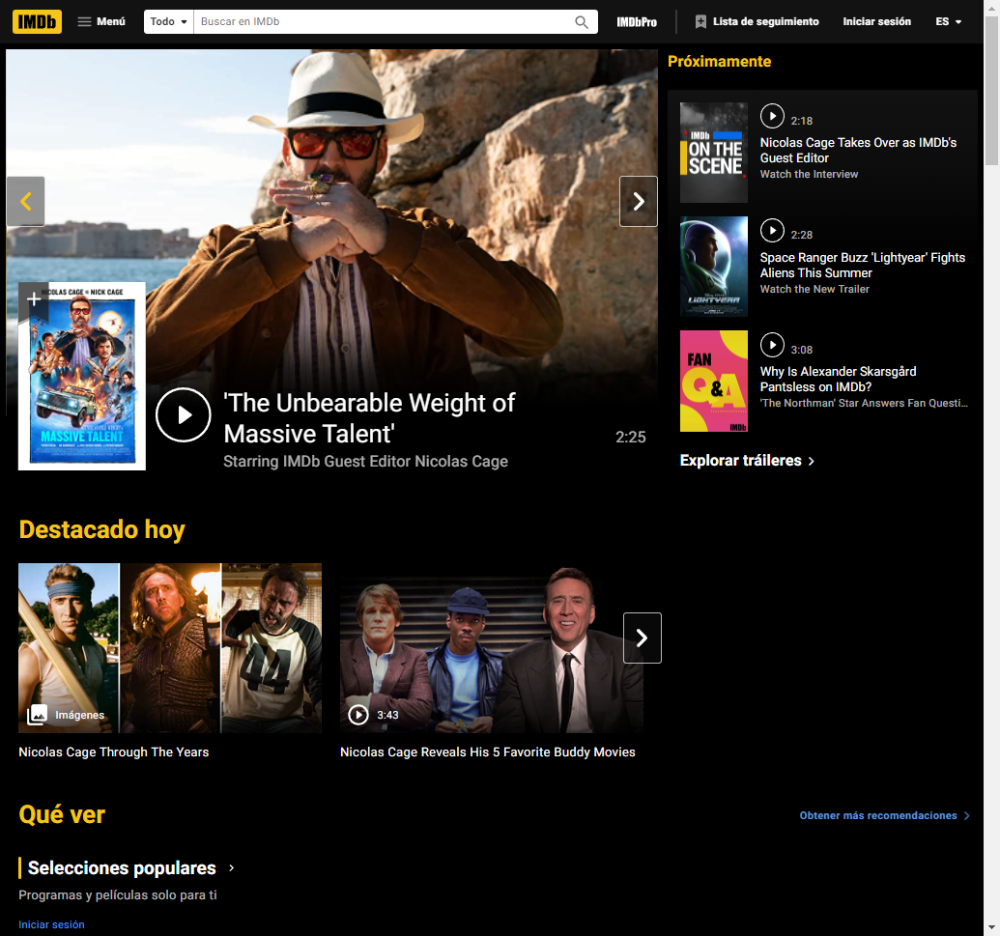 IMDb
Menú
Todo
Buscar en IMDb
IMDbPro
Lista de seguimiento
Iniciar sesión
ES
Próximamente
IMDb
ON THE
SCENE
2:18
Nicolas Cage Takes Over as IMDb's
Guest Editor
Watch the Interview
LIGHTYEAR
2:28
Space Ranger Buzz 'Lightyear' Fights
Aliens This Summer
Watch the New Trailer
FAN
Q&A
IMDb
3:08
Why Is Alexander Skarsgård
Pantsless on IMDb?
'The Northman' Star Answers Fan Questi...
Explorar tráileres
NICOLAS CAGE IS NICK CAGE
MASSIVE TALENT
'The Unbearable Weight of
Massive Talent'
Starring IMDb Guest Editor Nicolas Cage
2:25
Destacado hoy
44
Imágenes
3:43
Nicolas Cage Through The Years
Nicolas Cage Reveals His 5 Favorite Buddy Movies
Qué ver
Obtener más recomendaciones
Selecciones populares
Programas y películas solo para ti
Iniciar sesión